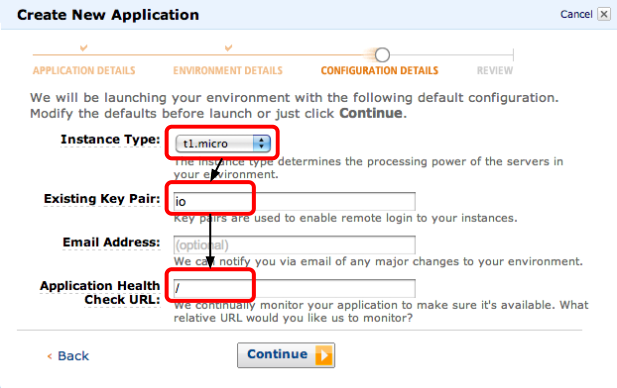 Create New Application
Cancel
APPLICATION DETAILS ENVIRONMENT DETAILS CONFIGURATION DETAILS REVIEW
We will be launching your environment with the following default configuration.
Modify the defaults before launch or just click Continue.
Instance Type: t1.micro
The instance type determines the processing power of the servers in
your environment.
Existing Key Pair: io
Key pairs are used to enable remote login to your instances.
Email Address: (optional)
We can notify you via email of any major changes to your environment.
Application Health
Check URL: /
We continually monitor your application to make sure it's available. What
relative URL would you like us to monitor?
‹ Back
Continue